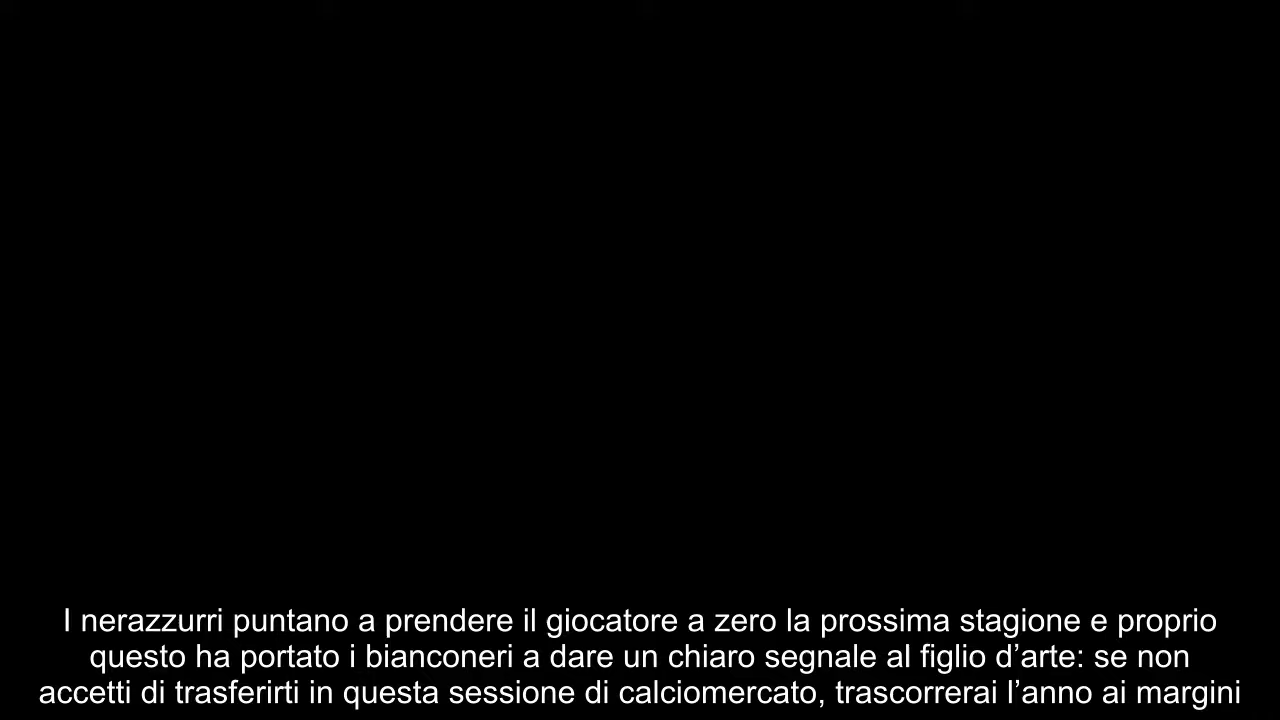 I nerazzurri puntano a prendere il giocatore a zero la prossima stagione e proprio
questo ha portato i bianconeri a dare un chiaro segnale al figlio d’arte: se non
accetti di trasferirti in questa sessione di calciomercato, trascorrerai l’anno ai margini